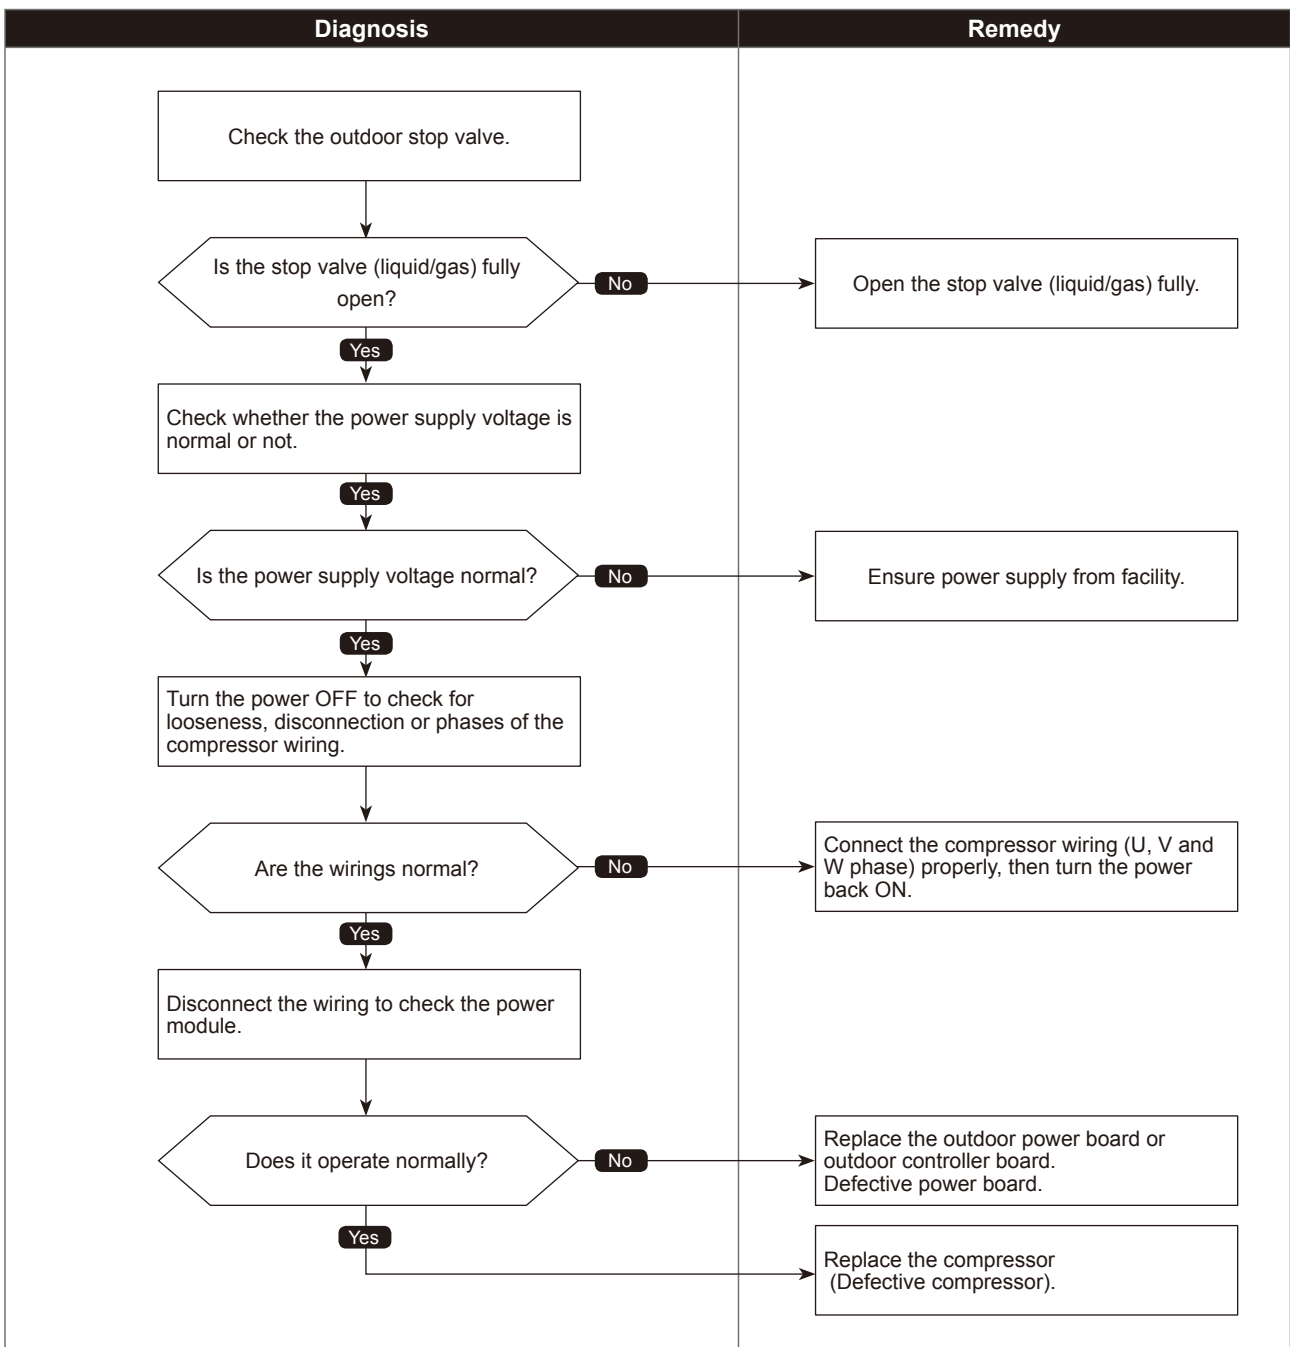 Diagnosis
Remedy
Check the outdoor stop valve.
Is the stop valve (liquid/gas) fully
open?
No
Open the stop valve (liquid/gas) fully.
Yes
Check whether the power supply voltage is
normal or not.
Yes
Is the power supply voltage normal?
No
Ensure power supply from facility.
Yes
Turn the power OFF to check for
looseness, disconnection or phases of the
compressor wiring.
Are the wirings normal?
No
Connect the compressor wiring (U, V and
W phase) properly, then turn the power
back ON.
Yes
Disconnect the wiring to check the power
module.
Does it operate normally?
No
Replace the outdoor power board or
outdoor controller board.
Defective power board.
Yes
Replace the compressor
(Defective compressor).